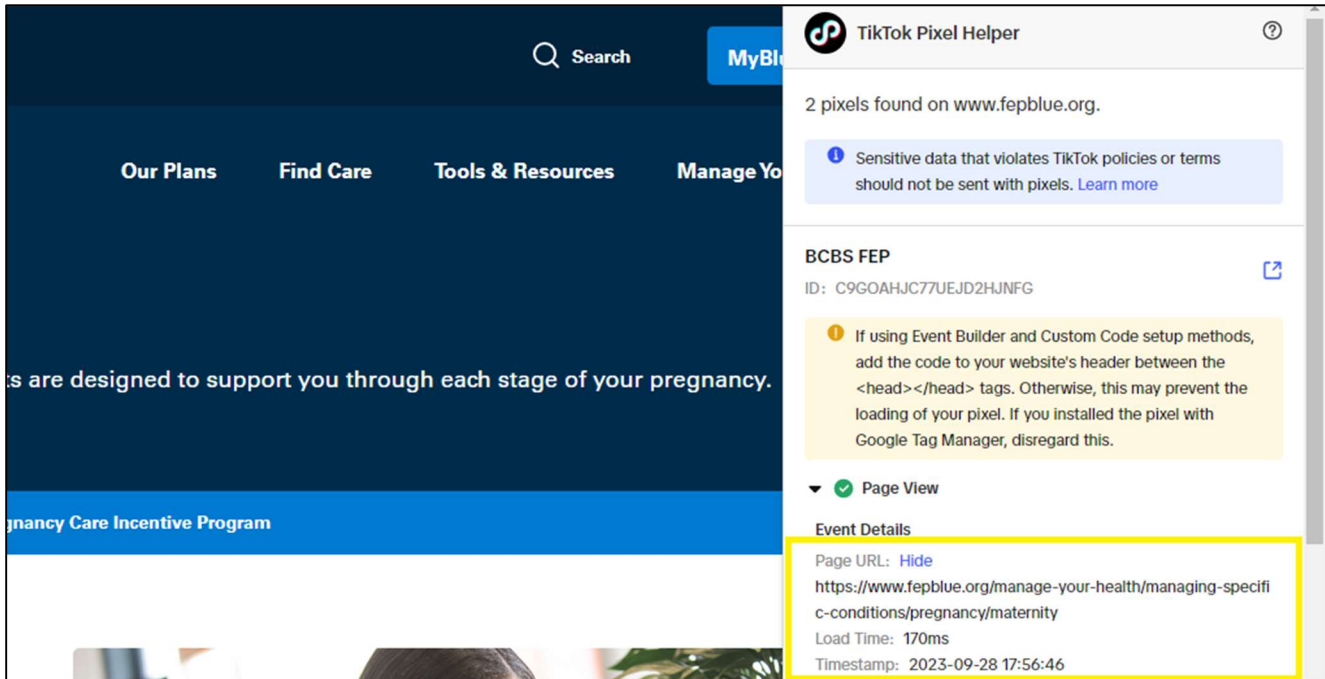 Search
MyBl
Our Plans
Find Care
Tools & Resources
Manage Yo
ts are designed to support you through each stage of your pregnancy.
gnancy Care Incentive Program
TikTok Pixel Helper
2 pixels found on www.fepblue.org.
Sensitive data that violates TikTok policies or terms
should not be sent with pixels. Learn more
BCBS FEP
ID: C9GOAHJC77UEJD2HJNFG
If using Event Builder and Custom Code setup methods,
add the code to your website's header between the
<head></head> tags. Otherwise, this may prevent the
loading of your pixel. If you installed the pixel with
Google Tag Manager, disregard this.
Page View
Event Details
Page URL: Hide
https://www.fepblue.org/manage-your-health/managing-specifi
c-conditions/pregnancy/maternity
Load Time: 170ms
Timestamp: 2023-09-28 17:56:46